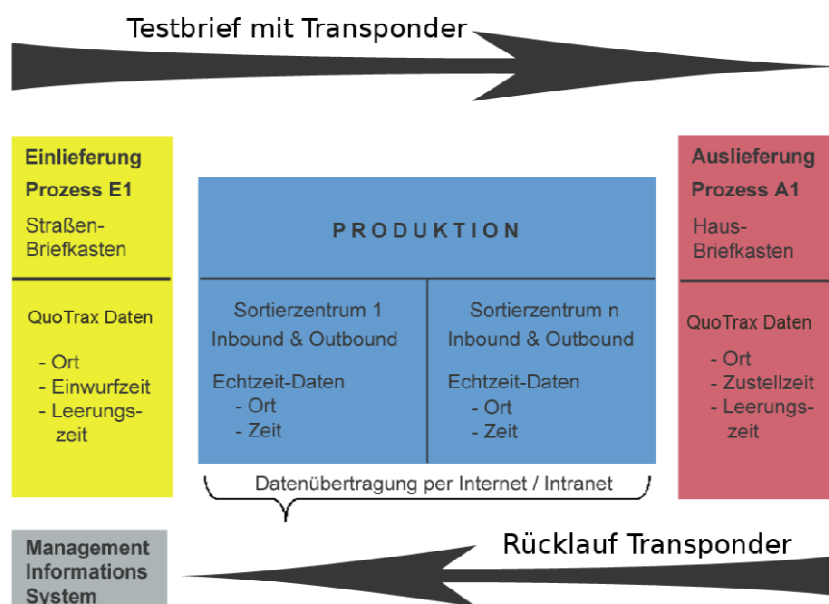 Testbrief mit Transponder
Einlieferung
Prozess E1
Straßen-
Briefkasten
QuoTrax Daten
- Ort
- Einwurfzeit
- Leerungs-
zeit
PRODUKTION
Sortierzentrum 1
Inbound & Outbound
Echtzeit-Daten
- Ort
- Zeit
Sortierzentrum n
Inbound & Outbound
Echtzeit-Daten
- Ort
- Zeit
Auslieferung
Prozess A1
Haus-
Briefkasten
QuoTrax Daten
- Ort
- Zustellzeit
- Leerungs-
zeit
Datenübertragung per Internet / Intranet
Management
Informations
System
Rücklauf Transponder